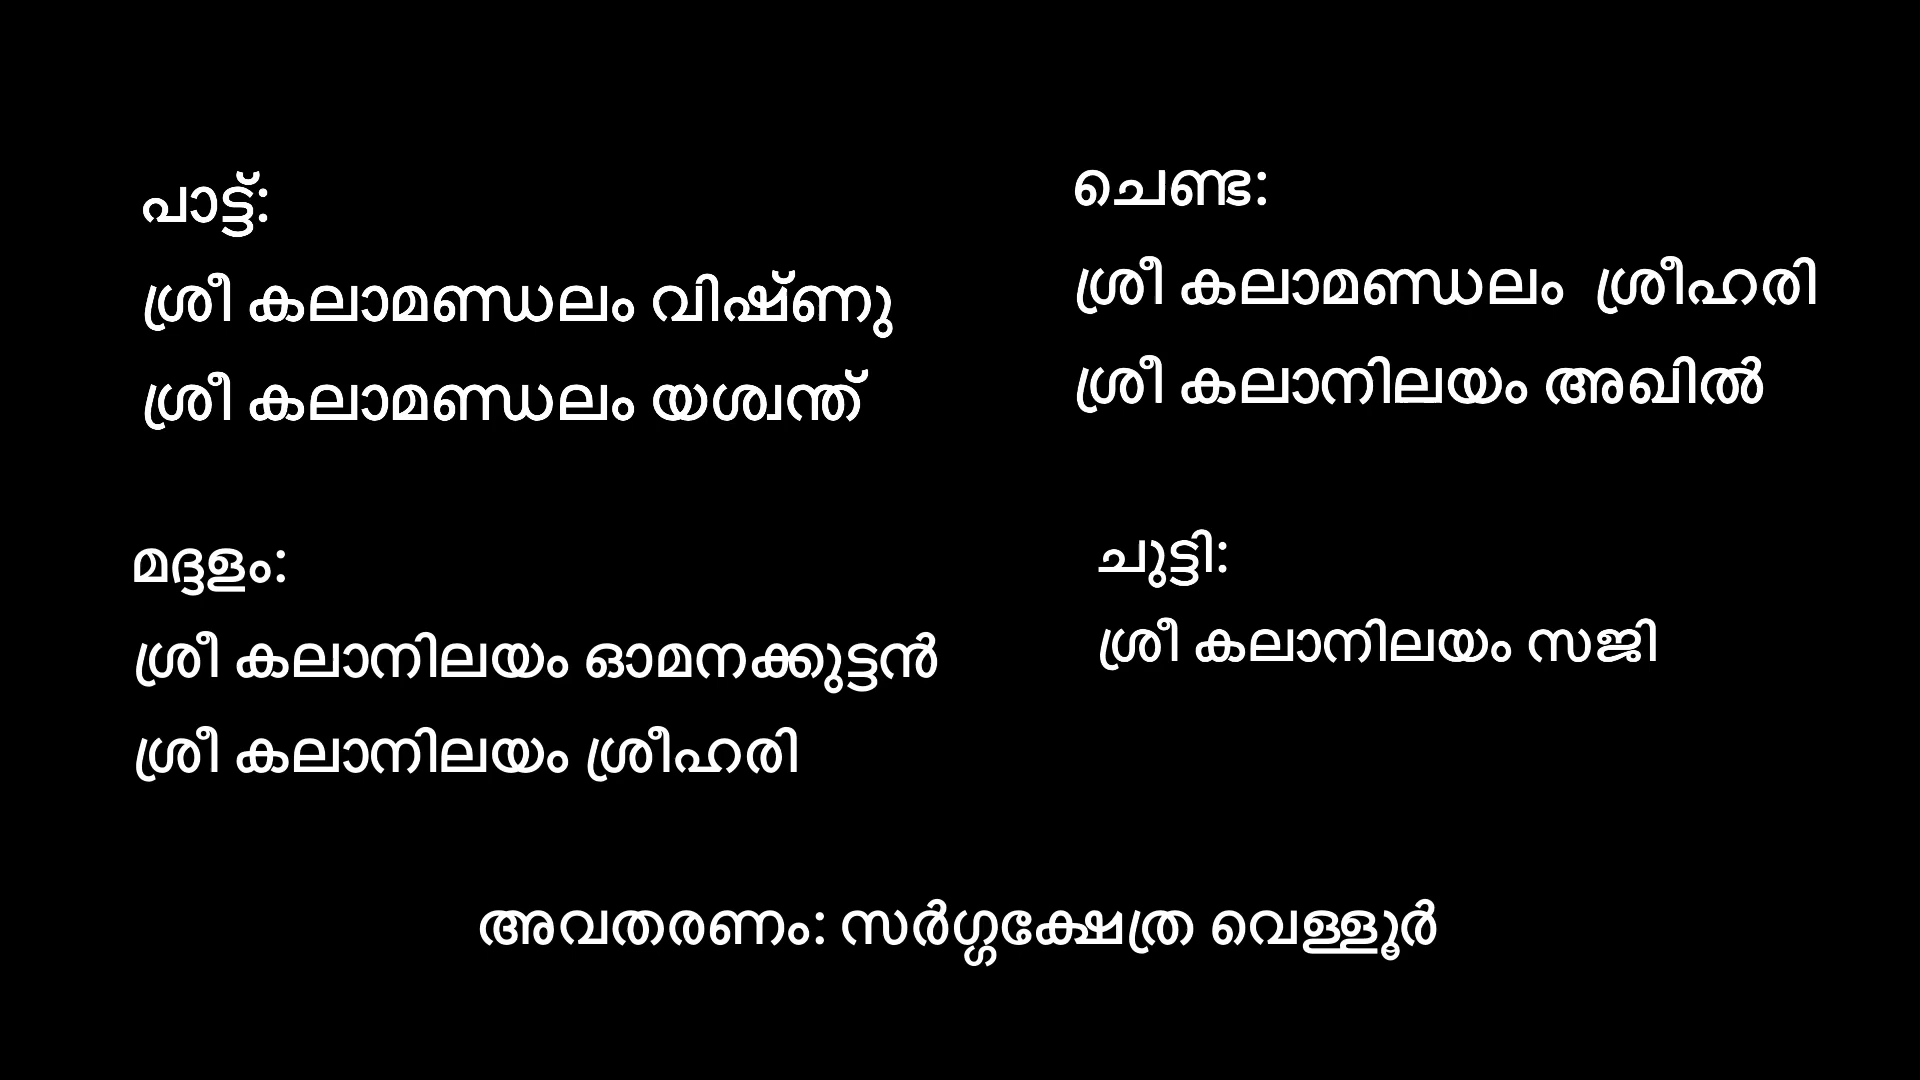 പാട്ട്:
ശ്രീ കലാമണ്ഡലം വിഷ്ണു
ശ്രീ കലാമണ്ഡലം യശ്വന്ത്
ചെണ്ട:
ശ്രീ കലാമണ്ഡലം ശ്രീഹരി
ശ്രീ കലാനിലയം അഖിൽ
മദ്ദളം:
ശ്രീ കലാനിലയം ഓമനക്കുട്ടൻ
ശ്രീ കലാനിലയം ശ്രീഹരി
ചുട്ടി:
ശ്രീ കലാനിലയം സജി
അവതരണം: സർഗ്ഗക്ഷേത്ര വെള്ളൂർ